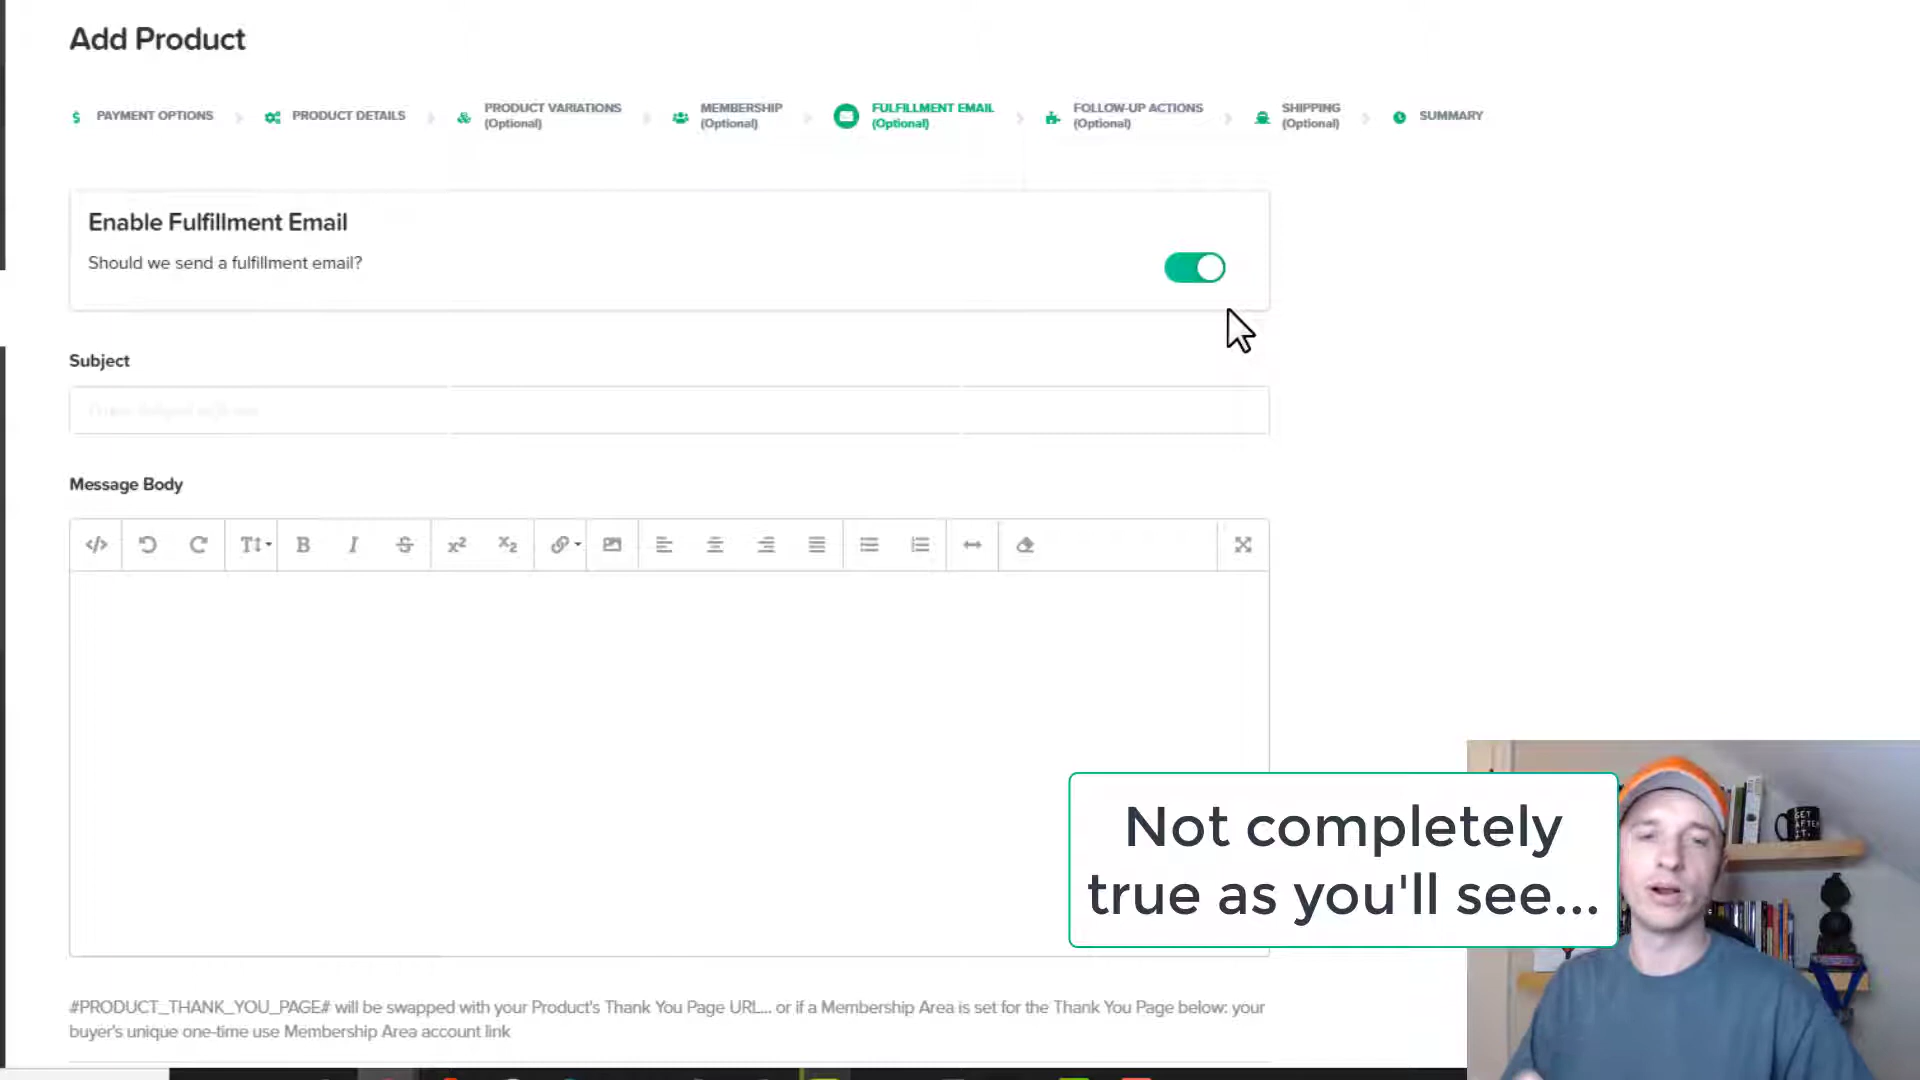 Add Product
PAYMENT OPTIONS
PRODUCT DETAILS
PRODUCT VARIATIONS
(Optional)
MEMBERSHIP
(Optional)
FULFILLMENT EMAIL
(Optional)
FOLLOW-UP ACTIONS
(Optional)
SHIPPING
(Optional)
SUMMARY
Enable Fulfillment Email
Should we send a fulfillment email?
Subject
Message Body
Not completely
true as you'll see...
GET
AFTER
IT.
#PRODUCT_THANK_YOU_PAGE# will be swapped with your Product's Thank You Page URL... or if a Membership Area is set for the Thank You Page below: your
buyer's unique one-time use Membership Area account link